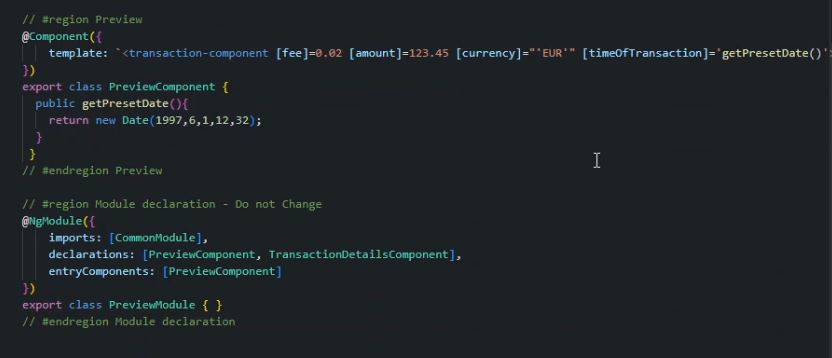 // #region Preview
@Component({
    template: `<transaction-component [fee]=0.02 [amount]=123.45 [currency]="'EUR'" [timeOfTransaction]='getPresetDate()'>
})
export class PreviewComponent {
  public getPresetDate(){
    return new Date(1997,6,1,12,32);
  }
 }
// #endregion Preview

// #region Module declaration - Do not Change
@NgModule({
    imports: [CommonModule],
    declarations: [PreviewComponent, TransactionDetailsComponent],
    entryComponents: [PreviewComponent]
})
export class PreviewModule { }
// #endregion Module declaration